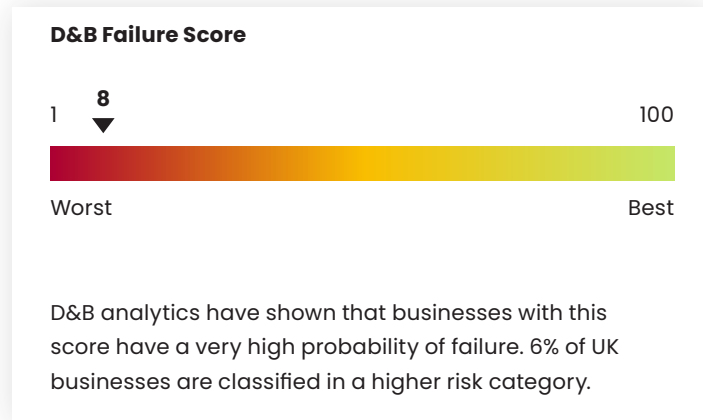 D&B Failure Score
8
1 100
Worst Best
D&B analytics have shown that businesses with this
score have a very high probability of failure. 6% of UK
businesses are classified in a higher risk category.